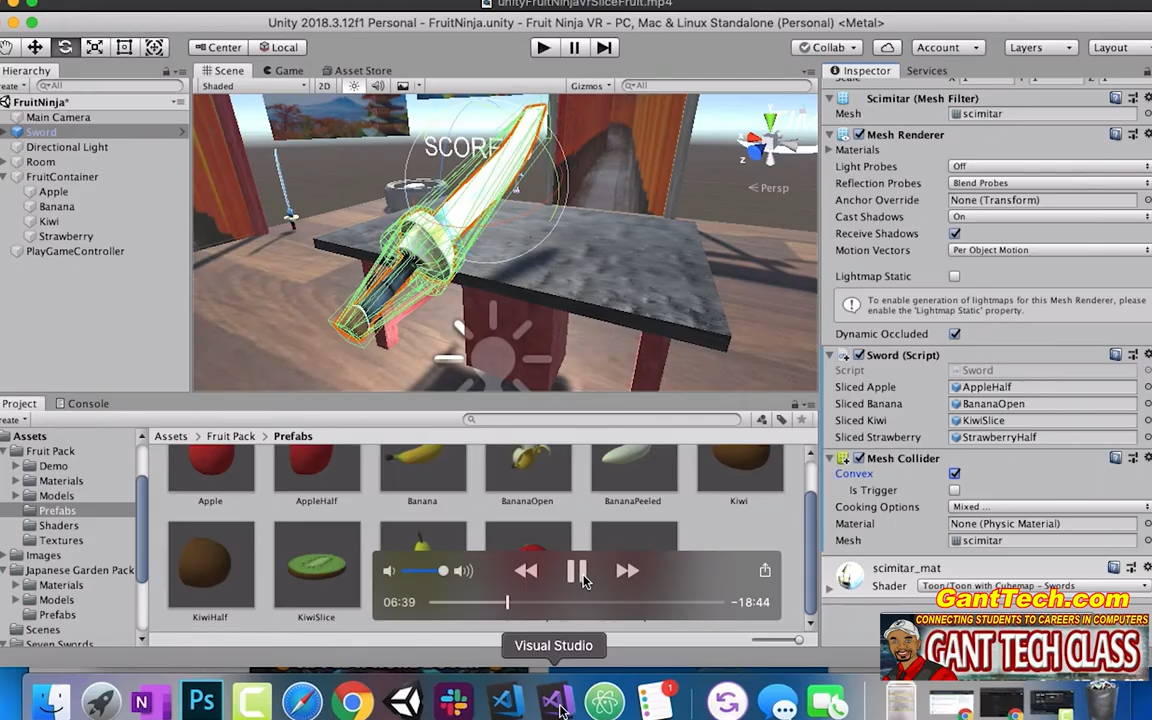 unityFruitNinjaVrSliceFruit.mp4
Unity 2018.3.12f1 Personal - FruitNinja.unity - Fruit Ninja VR - PC, Mac & Linux Standalone (Personal) <Metal>
Center
Local
Collab
Account
Layers
Layout
Hierarchy
reate
All
FruitNinja*
Main Camera
Sword
Directional Light
Room
FruitContainer
Apple
Banana
Kiwi
Strawberry
PlayGameController
Scene
Game
Asset Store
Shaded
2D
Gizmos
All
SCORE
z
Persp
Inspector
Services
Scimitar (Mesh Filter)
Mesh
scimitar
Mesh Renderer
Materials
Light Probes
Off
Reflection Probes
Blend Probes
Anchor Override
None (Transform)
Cast Shadows
On
Receive Shadows
Motion Vectors
Per Object Motion
Lightmap Static
To enable generation of lightmaps for this Mesh Renderer, please
enable the 'Lightmap Static' property.
Dynamic Occluded
Sword (Script)
Script
Sword
Sliced Apple
AppleHalf
Sliced Banana
BananaOpen
Sliced Kiwi
KiwiSlice
Sliced Strawberry
StrawberryHalf
Mesh Collider
Convex
Is Trigger
Cooking Options
Mixed ...
Material
None (Physic Material)
Mesh
scimitar
scimitar_mat
Shader
Toon/Toon with Cubemap - Swords
Project
Console
reate
Assets
Fruit Pack
Demo
Materials
Models
Prefabs
Shaders
Textures
Images
Japanese Garden Pack
Materials
Models
Prefabs
Scenes
Seven Swords
Assets
Fruit Pack
Prefabs
Apple
AppleHalf
Banana
BananaOpen
BananaPeeled
Kiwi
KiwiHalf
KiwiSlice
06:39
-18:44
Visual Studio
GantTech.com
CONNECTING STUDENTS TO CAREERS IN COMPUTERS
GANT TECH CLASS
N
Ps
C
1